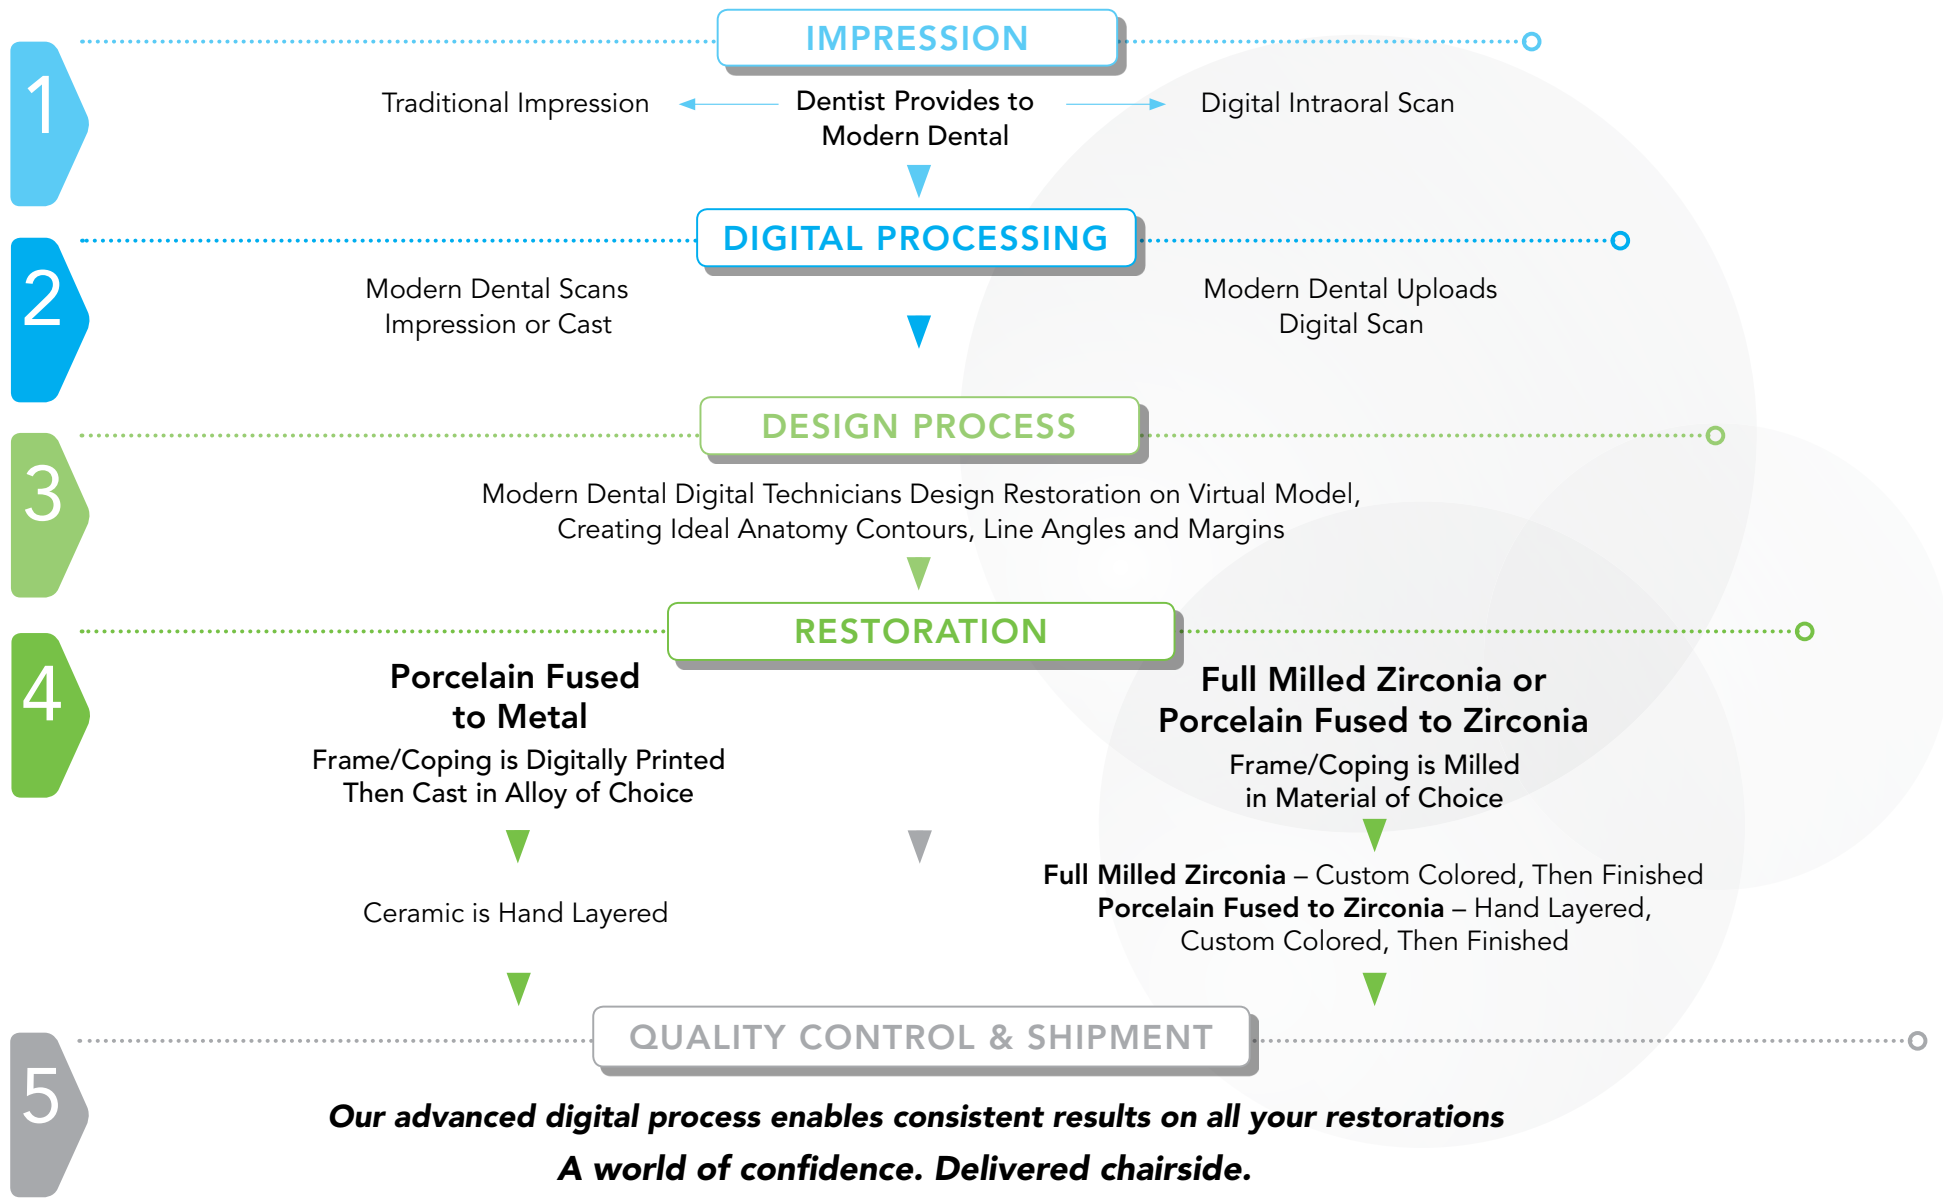 1
IMPRESSION
Traditional Impression
Dentist Provides to
Modern Dental
Digital Intraoral Scan
2
DIGITAL PROCESSING
Modern Dental Scans
Impression or Cast
Modern Dental Uploads
Digital Scan
3
DESIGN PROCESS
Modern Dental Digital Technicians Design Restoration on Virtual Model,
Creating Ideal Anatomy Contours, Line Angles and Margins
4
RESTORATION
Porcelain Fused
to Metal
Frame/Coping is Digitally Printed
Then Cast in Alloy of Choice
Ceramic is Hand Layered
Full Milled Zirconia or
Porcelain Fused to Zirconia
Frame/Coping is Milled
in Material of Choice
Full Milled Zirconia – Custom Colored, Then Finished
Porcelain Fused to Zirconia – Hand Layered,
Custom Colored, Then Finished
5
QUALITY CONTROL & SHIPMENT
Our advanced digital process enables consistent results on all your restorations
A world of confidence. Delivered chairside.